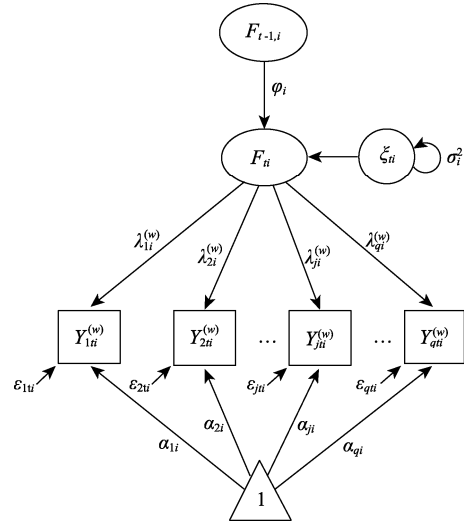 F_{t-1,i}
φ_i
F_{ti}
ξ_{ti}
σ_i^2
λ_{1i}^{(w)}
λ_{2i}^{(w)}
λ_{ji}^{(w)}
λ_{qi}^{(w)}
Y_{1ti}^{(w)}
Y_{2ti}^{(w)}
...
Y_{jti}^{(w)}
...
Y_{qti}^{(w)}
ε_{1ti}
ε_{2ti}
ε_{jti}
ε_{qti}
α_{1i}
α_{2i}
α_{ji}
α_{qi}
1